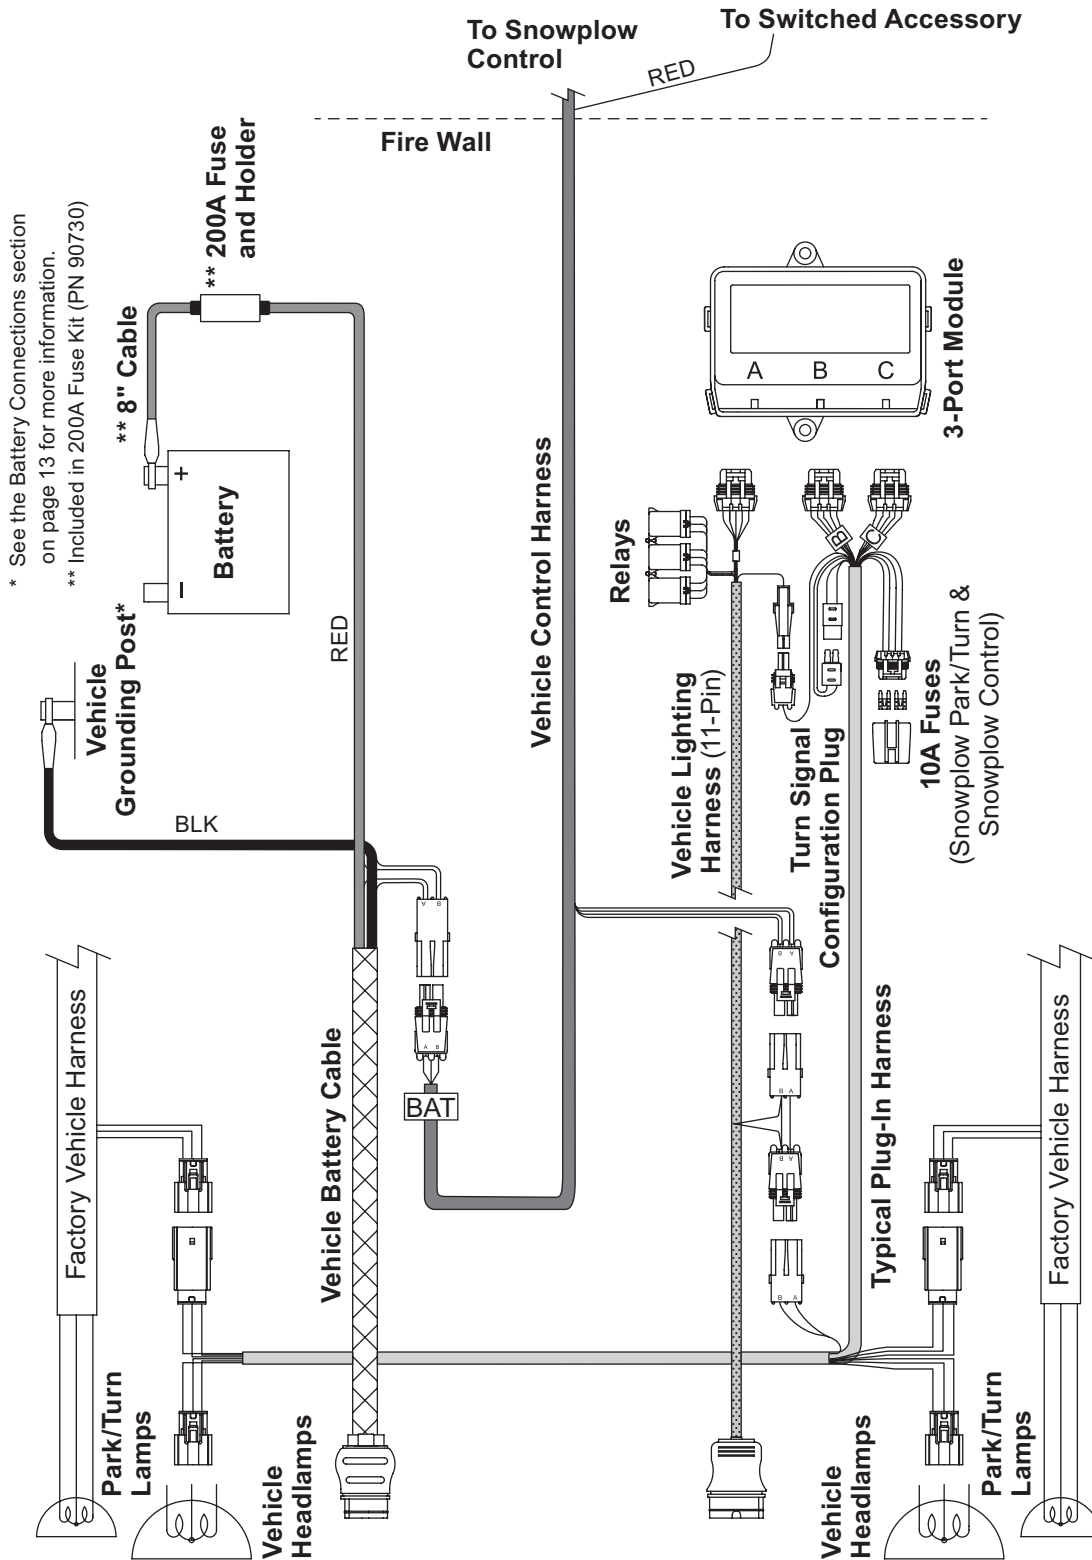 To Snowplow
Control
To Switched Accessory
RED
Fire Wall
* See the Battery Connections section
on page 13 for more information.
** Included in 200A Fuse Kit (PN 90730)
** 200A Fuse
and Holder
** 8" Cable
+
−
Battery
Vehicle
Grounding Post*
RED
BLK
Vehicle Control Harness
3-Port Module
A
B
C
Relays
B
C
Vehicle Lighting
Harness (11-Pin)
Turn Signal
Configuration Plug
10A Fuses
(Snowplow Park/Turn &
Snowplow Control)
A
B
A
B
BAT
Vehicle Battery Cable
B
A
B
A
A
B
B
A
Typical Plug-In Harness
Factory Vehicle Harness
Factory Vehicle Harness
Park/Turn
Lamps
Vehicle
Headlamps
Vehicle
Headlamps
Park/Turn
Lamps